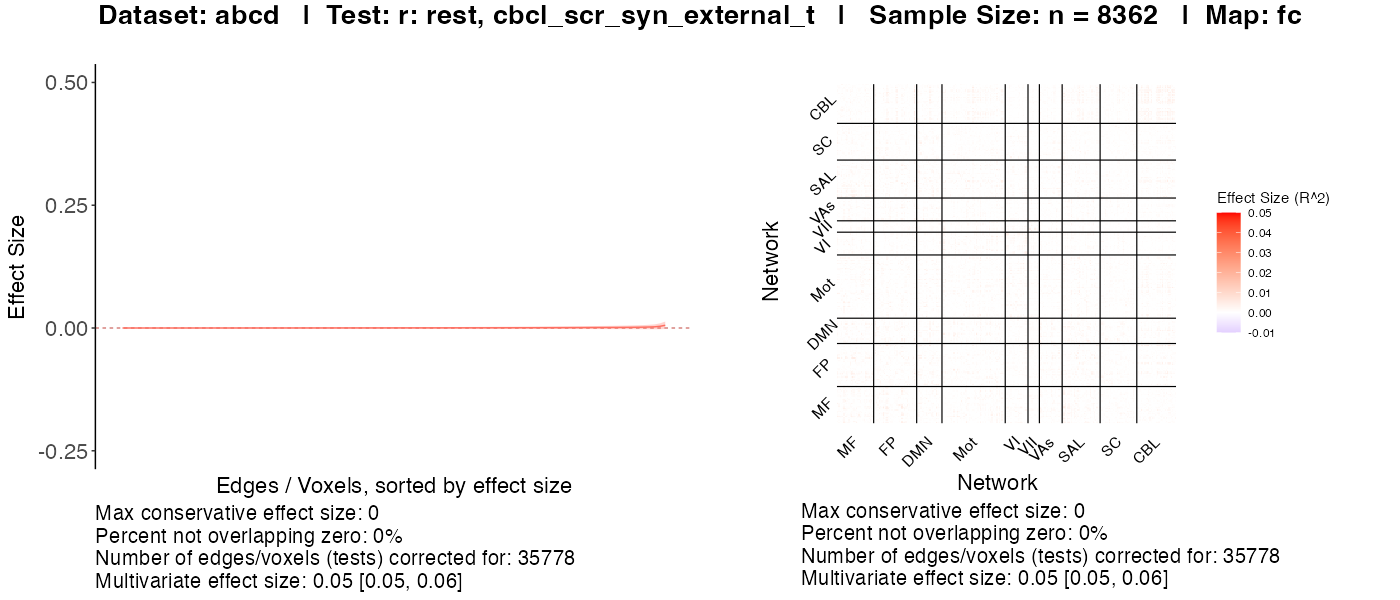 Dataset: abcd | Test: r: rest, cbcl_scr_syn_external_t | Sample Size: n = 8362 | Map: fc
0.50
0.25
0.00
-0.25
Effect Size
Edges / Voxels, sorted by effect size
Max conservative effect size: 0
Percent not overlapping zero: 0%
Number of edges/voxels (tests) corrected for: 35778
Multivariate effect size: 0.05 [0.05, 0.06]
Network
CBL
SC
SAL
VAs
VII
VI
Mot
DMN
FP
MF
MF
FP
DMN
Mot
VI
VII
VAs
SAL
SC
CBL
Network
Effect Size (R^2)
0.05
0.04
0.03
0.02
0.01
0.00
-0.01
Max conservative effect size: 0
Percent not overlapping zero: 0%
Number of edges/voxels (tests) corrected for: 35778
Multivariate effect size: 0.05 [0.05, 0.06]